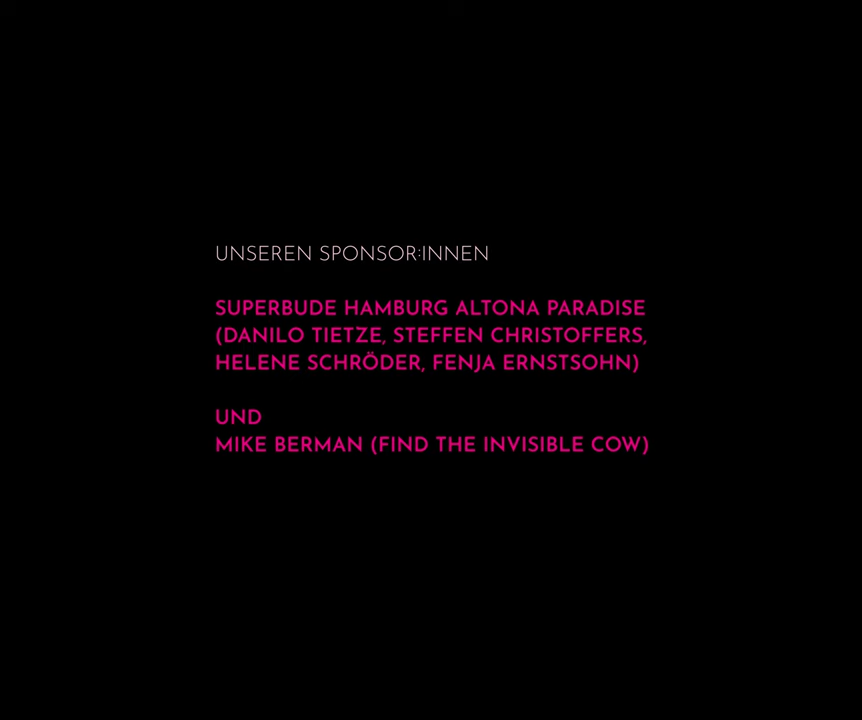 UNSEREN SPONSOR:INNEN
SUPERBUDE HAMBURG ALTONA PARADISE
(DANILO TIETZE, STEFFEN CHRISTOFFERS,
HELENE SCHRÖDER, FENJA ERNSTSOHN)
UND
MIKE BERMAN (FIND THE INVISIBLE COW)